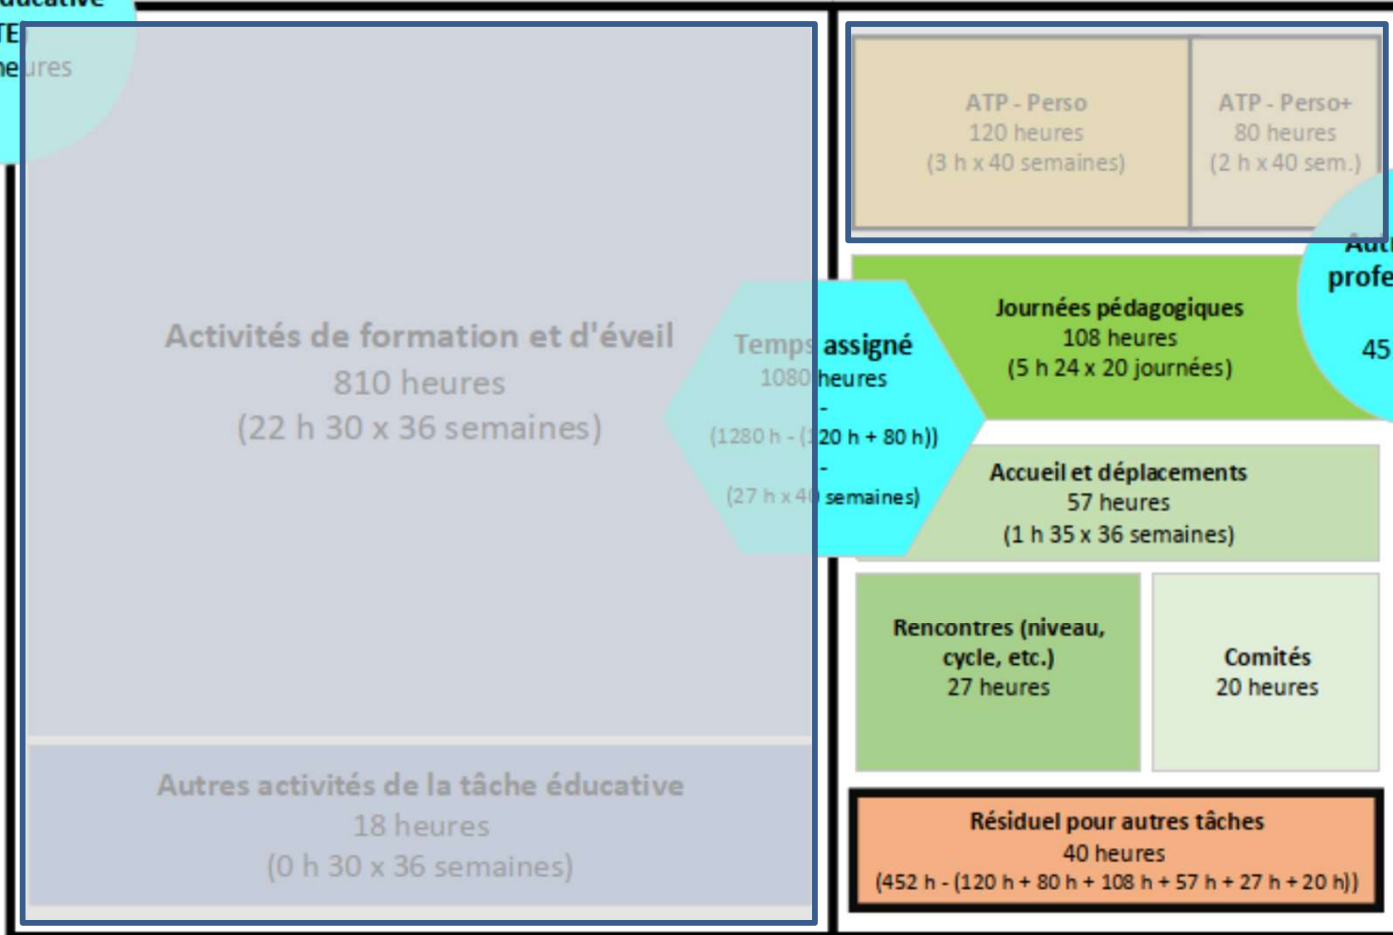 Activités de formation et d'éveil
810 heures
(22 h 30 x 36 semaines)
Autres activités de la tâche éducative
18 heures
(0 h 30 x 36 semaines)
Temps assigné
1080 heures
-
(1280 h - (120 h + 80 h))
-
(27 h x 40 semaines)
ATP - Perso
120 heures
(3 h x 40 semaines)
ATP - Perso+
80 heures
(2 h x 40 sem.)
45
Journées pédagogiques
108 heures
(5 h 24 x 20 journées)
Accueil et déplacements
57 heures
(1 h 35 x 36 semaines)
Rencontres (niveau,
cycle, etc.)
27 heures
Comités
20 heures
Résiduel pour autres tâches
40 heures
(452 h - (120 h + 80 h + 108 h + 57 h + 27 h + 20 h))